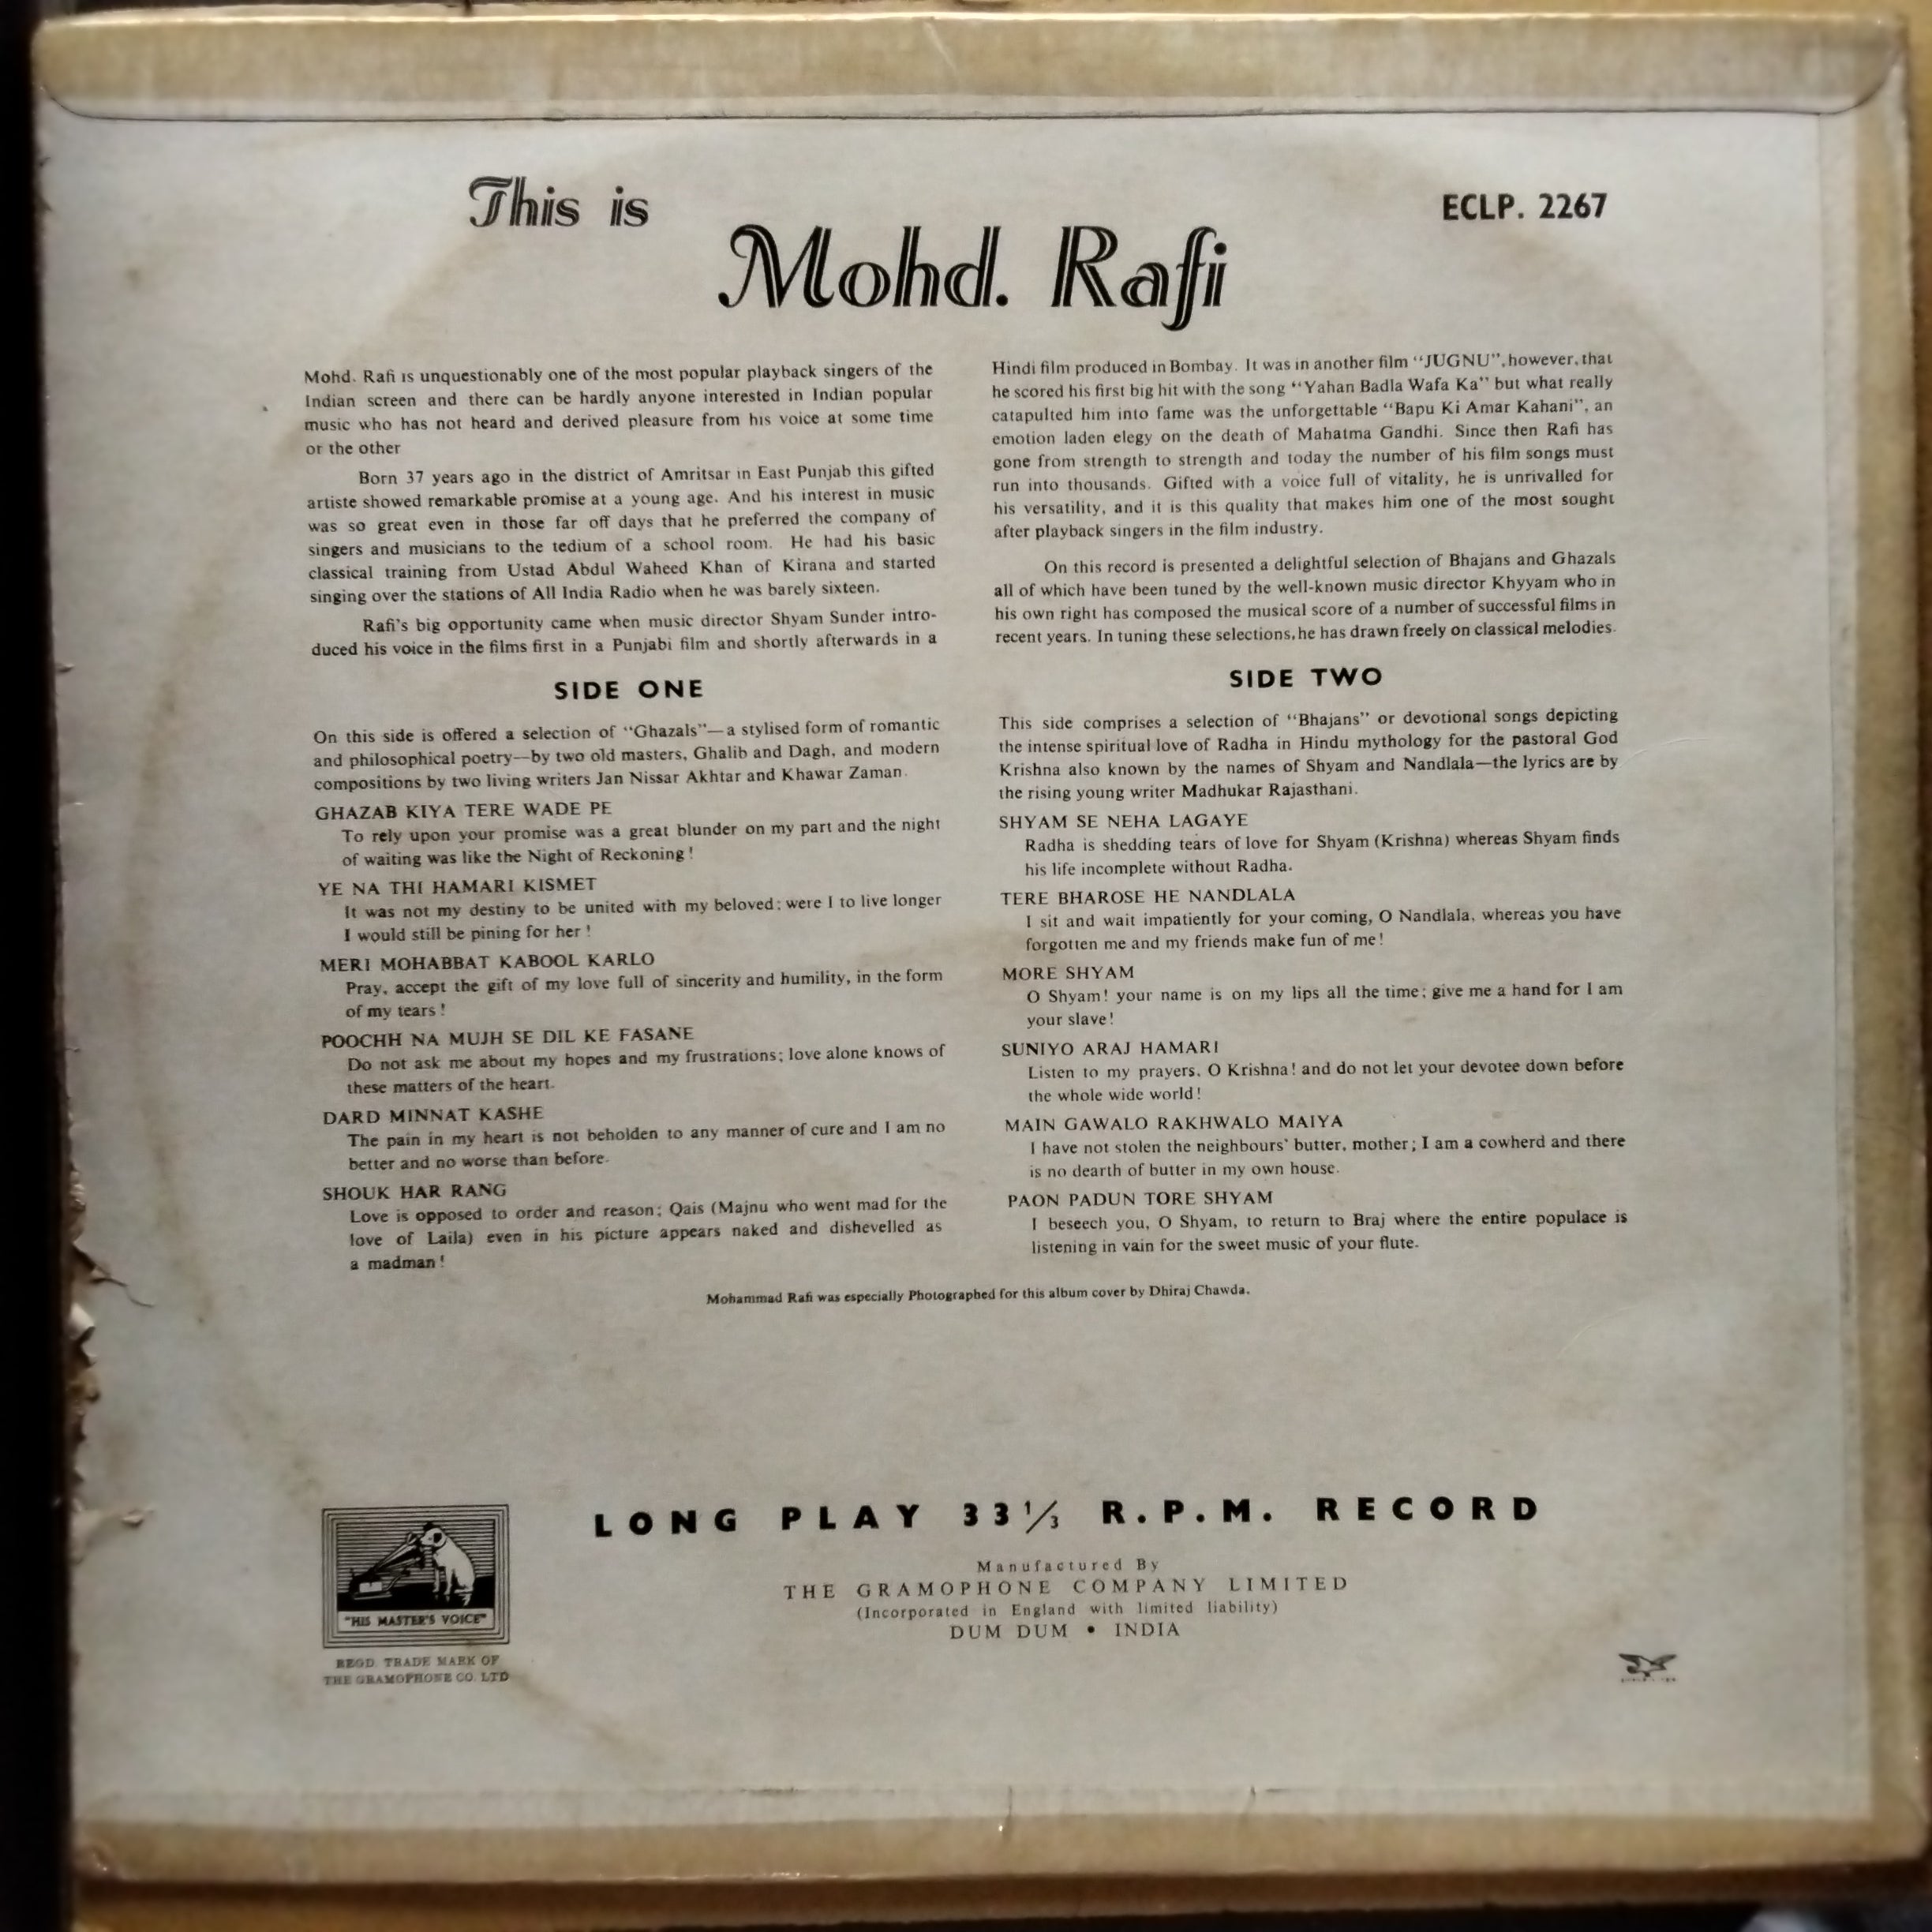 This is
ECLP. 2267
Mohd. Rafi
Mohd. Rafi is unquestionably one of the most popular playback singers of the
Indian screen and there can be hardly anyone interested in Indian popular
music who has not heard and derived pleasure from his voice at some time
or the other
Born 37 years ago in the district of Amritsar in East Punjab this gifted
artiste showed remarkable promise at a young age. And his interest in music
was so great even in those far off days that he preferred the company of
singers and musicians to the tedium of a school room. He had his basic
classical training from Ustad Abdul Waheed Khan of Kirana and started
singing over the stations of All India Radio when he was barely sixteen.
Rafi's big opportunity came when music director Shyam Sunder intro-
duced his voice in the films first in a Punjabi film and shortly afterwards in a
Hindi film produced in Bombay. It was in another film "JUGNU", however, that
he scored his first big hit with the song "Yahan Badla Wafa Ka" but what really
catapulted him into fame was the unforgettable "Bapu Ki Amar Kahani", an
emotion laden elegy on the death of Mahatma Gandhi. Since then Rafi has
gone from strength to strength and today the number of his film songs must
run into thousands. Gifted with a voice full of vitality, he is unrivalled for
his versatility, and it is this quality that makes him one of the most sought
after playback singers in the film industry.
On this record is presented a delightful selection of Bhajans and Ghazals
all of which have been tuned by the well-known music director Khyyam who in
his own right has composed the musical score of a number of successful films in
recent years. In tuning these selections, he has drawn freely on classical melodies.
SIDE ONE
On this side is offered a selection of "Ghazals"—a stylised form of romantic
and philosophical poetry—by two old masters, Ghalib and Dagh, and modern
compositions by two living writers Jan Nissar Akhtar and Khawar Zaman.
GHAZAB KIYA TERE WADE PE
To rely upon your promise was a great blunder on my part and the night
of waiting was like the Night of Reckoning!
YE NA THI HAMARI KISMET
It was not my destiny to be united with my beloved; were I to live longer
I would still be pining for her!
MERI MOHABBAT KABOOL KARLO
Pray, accept the gift of my love full of sincerity and humility, in the form
of my tears!
POOCHH NA MUJH SE DIL KE FASANE
Do not ask me about my hopes and my frustrations; love alone knows of
these matters of the heart.
DARD MINNAT KASHE
The pain in my heart is not beholden to any manner of cure and I am no
better and no worse than before.
SHOUK HAR RANG
Love is opposed to order and reason; Qais (Majnu who went mad for the
love of Laila) even in his picture appears naked and dishevelled as
a madman!
SIDE TWO
This side comprises a selection of "Bhajans" or devotional songs depicting
the intense spiritual love of Radha in Hindu mythology for the pastoral God
Krishna also known by the names of Shyam and Nandlala—the lyrics are by
the rising young writer Madhukar Rajasthani.
SHYAM SE NEHA LAGAYE
Radha is shedding tears of love for Shyam (Krishna) whereas Shyam finds
his life incomplete without Radha.
TERE BHAROSE HE NANDLALA
I sit and wait impatiently for your coming, O Nandlala, whereas you have
forgotten me and my friends make fun of me!
MORE SHYAM
O Shyam! your name is on my lips all the time; give me a hand for I am
your slave!
SUNIYO ARAJ HAMARI
Listen to my prayers, O Krishna! and do not let your devotee down before
the whole wide world!
MAIN GAWALO RAKHWALO MAIYA
I have not stolen the neighbours' butter, mother; I am a cowherd and there
is no dearth of butter in my own house.
PAON PADUN TORE SHYAM
I beseech you, O Shyam, to return to Braj where the entire populace is
listening in vain for the sweet music of your flute.
Mohammad Rafi was especially Photographed for this album cover by Dhiraj Chawda.
LONG PLAY 33⅓ R.P.M. RECORD
Manufactured By
THE GRAMOPHONE COMPANY LIMITED
(Incorporated in England with limited liability)
DUM DUM • INDIA
"HIS MASTER'S VOICE"
REGD. TRADE MARK OF
THE GRAMOPHONE CO. LTD